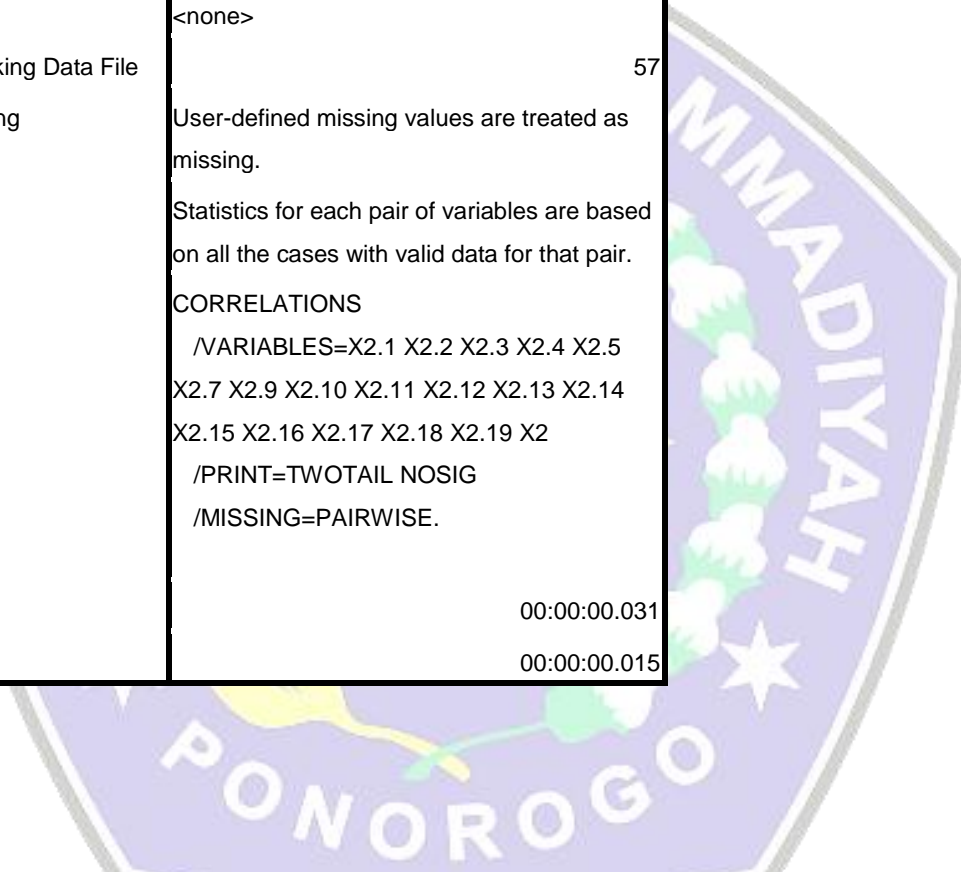 <none>
king Data File 57
ng User-defined missing values are treated as
missing.
Statistics for each pair of variables are based
on all the cases with valid data for that pair.
CORRELATIONS
/VARIABLES=X2.1 X2.2 X2.3 X2.4 X2.5
X2.7 X2.9 X2.10 X2.11 X2.12 X2.13 X2.14
X2.15 X2.16 X2.17 X2.18 X2.19 X2
/PRINT=TWOTAIL NOSIG
/MISSING=PAIRWISE.
00:00:00.031
00:00:00.015
MMADIYAH
PONOROGO